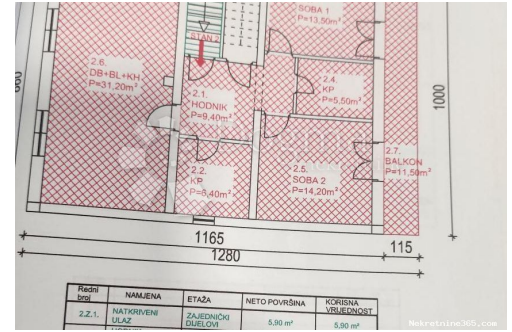 SOBA 1
P=13,50m²
STAN 2
2.6.
DB+BL+KH
P=31,20m²
2.4.
KP
P=5,50m²
2.1.
HODNIK
P=9,40m²
1000
2.7.
BALKON
P=11,50m²
2.2.
KP
P=6,40m²
2.5.
SOBA 2
P=14,20m²
1165
115
1280
Redni broj
NAMJENA
ETAŽA
NETO POVRŠINA
KORISNA VRIJEDNOST
2.Z.1.
NATKRIVENI ULAZ
ZAJEDNIČKI DIJELOVI
5,90 m²
5,90 m²
Nekretnine365.com